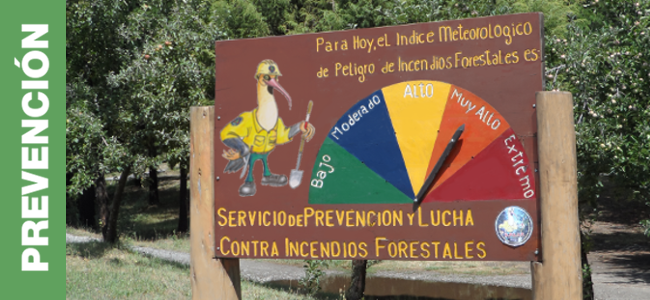 PREVENCIÓN
Para Hoy, el Indice Meteorologico
de Peligro de Incendios Forestales es:
Bajo
Moderado
Alto
Muy Alto
Extremo
SERVICIO DE PREVENCION Y LUCHA
CONTRA INCENDIOS FORESTALES